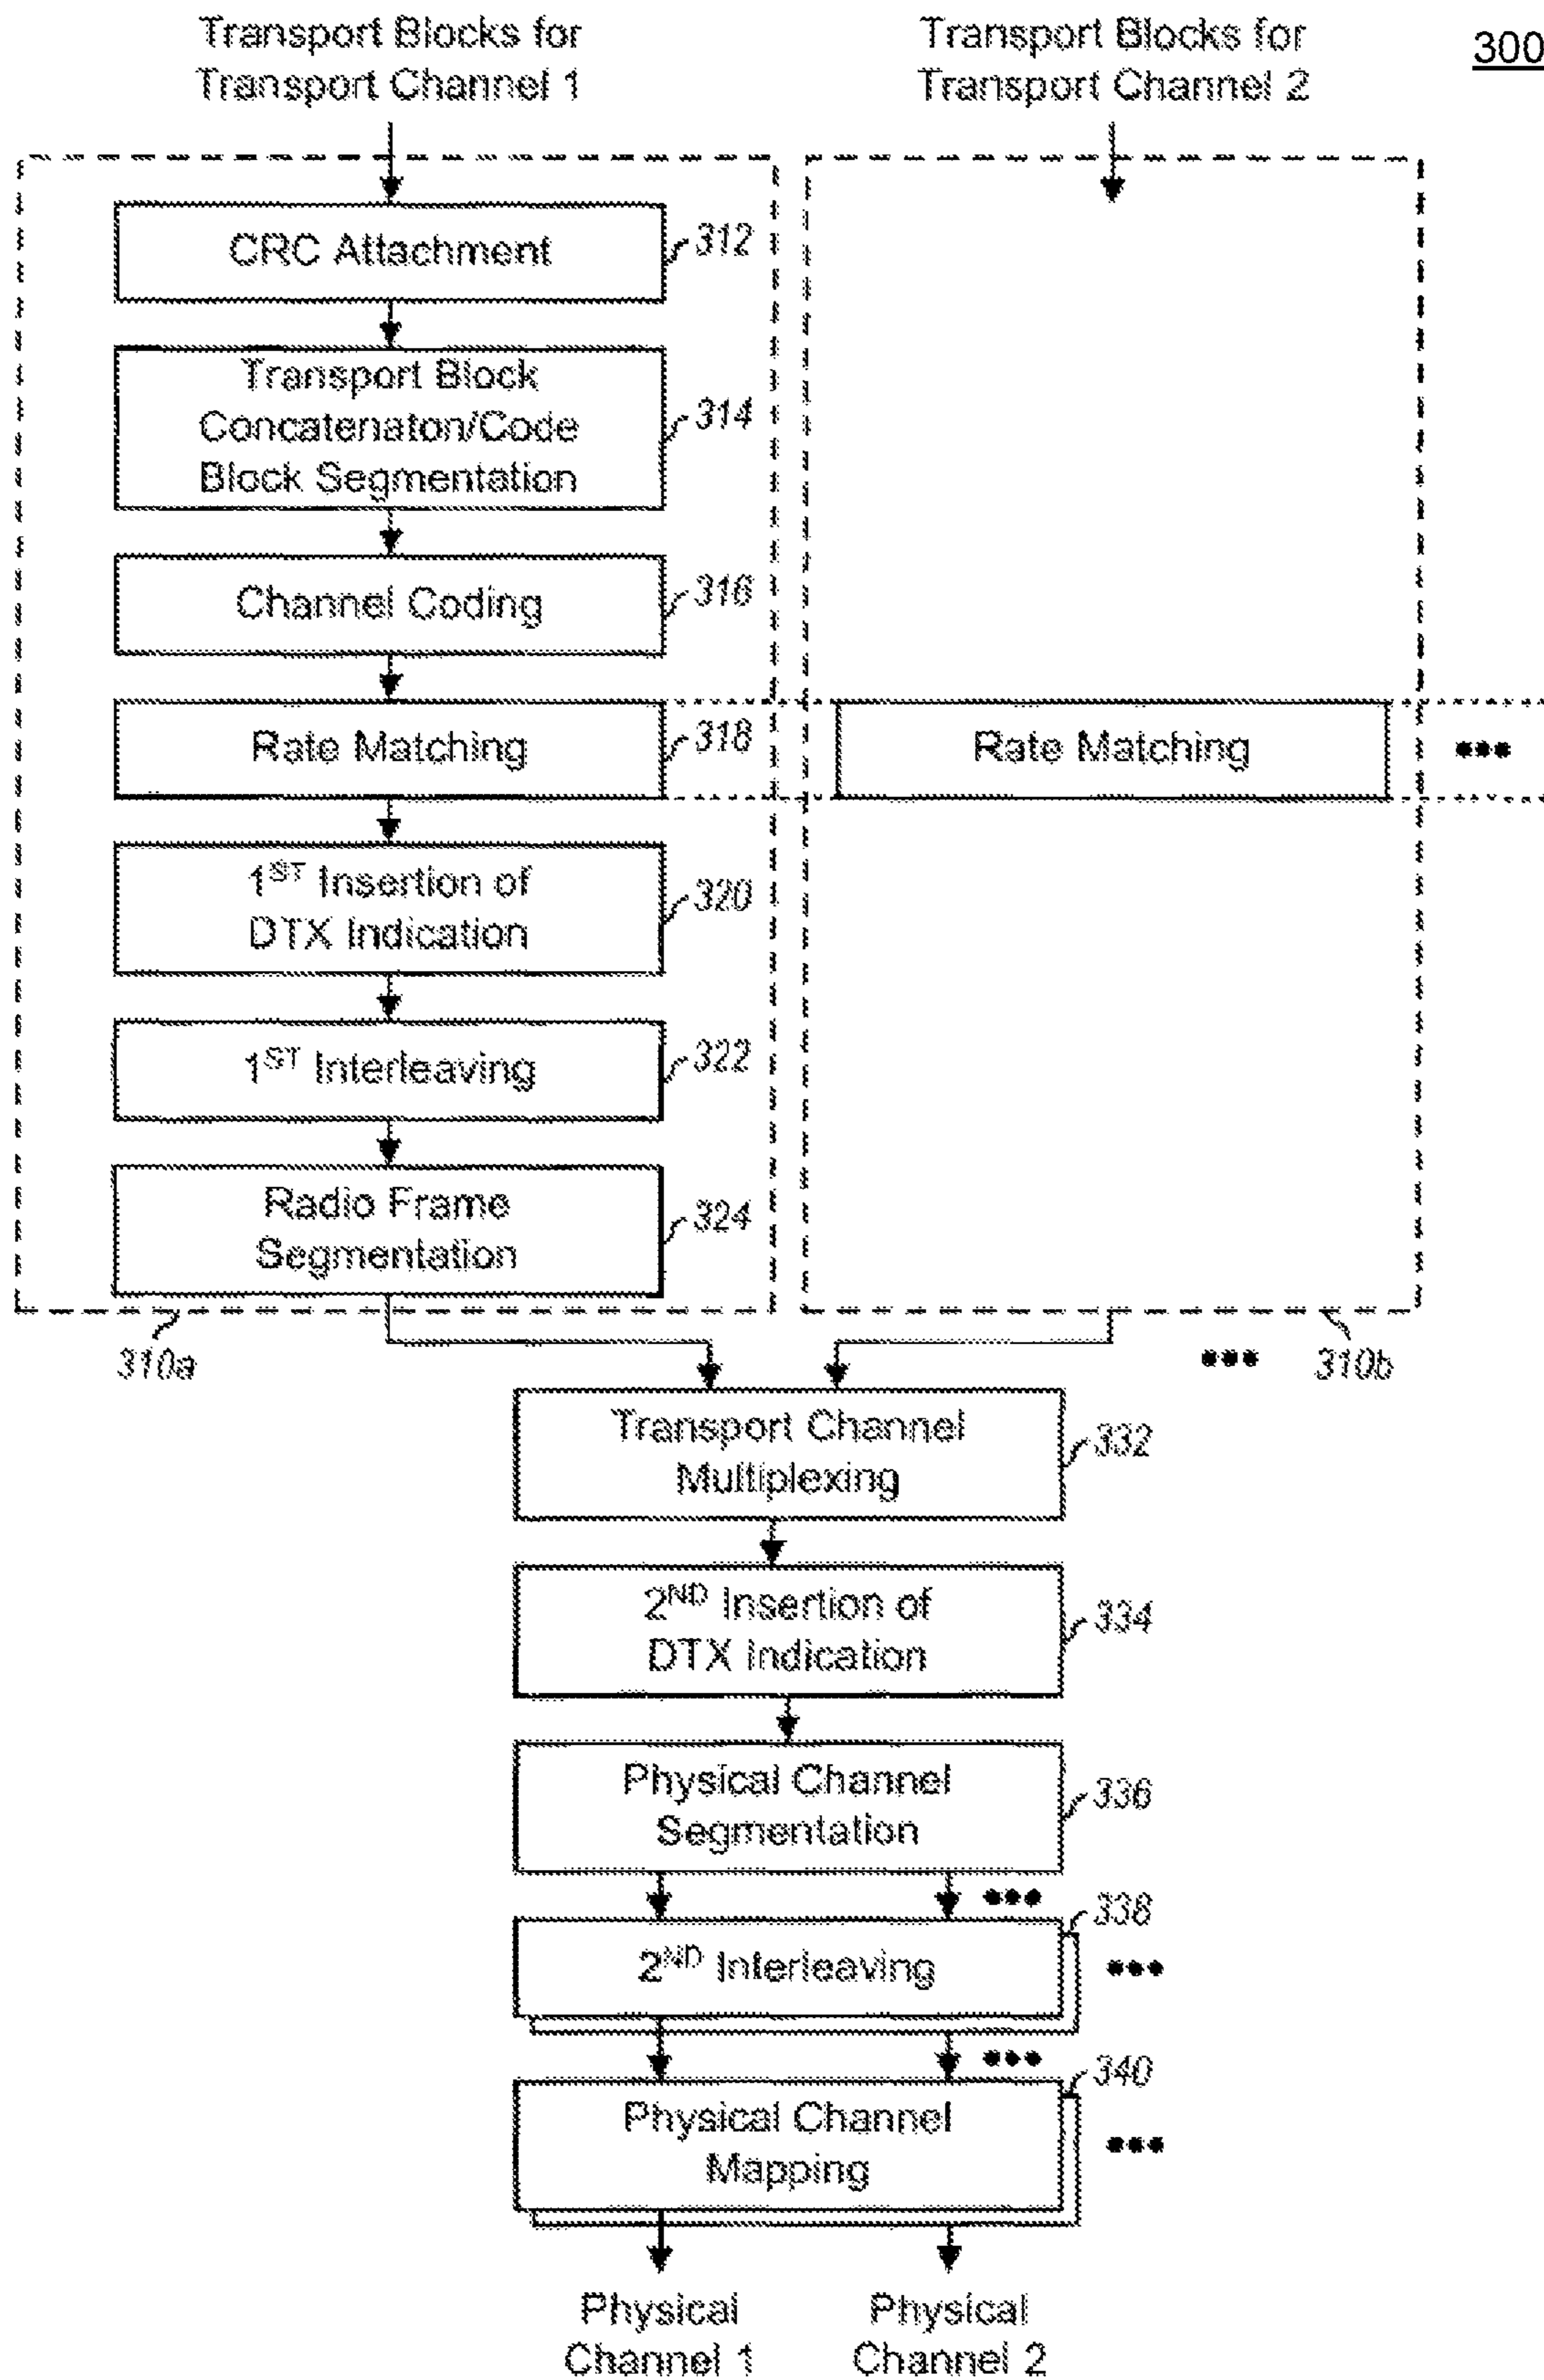 Transport Blocks for
Transport Channel 1
Transport Blocks for
Transport Channel 2
300
CRC Attachment
312
Transport Block
Concatenaton/Code
Block Segmentation
314
Channel Coding
316
Rate Matching
318
Rate Matching
1ST Insertion of
DTX Indication
320
1ST Interleaving
322
Radio Frame
Segmentation
324
310a
310b
Transport Channel
Multiplexing
332
2ND Insertion of
DTX Indication
334
Physical Channel
Segmentation
336
338
2ND Interleaving
340
Physical Channel
Mapping
Physical
Channel 1
Physical
Channel 2